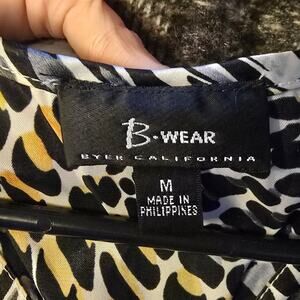 B·WEAR
BYER CALIFORNIA
M
MADE IN
PHILIPPINES